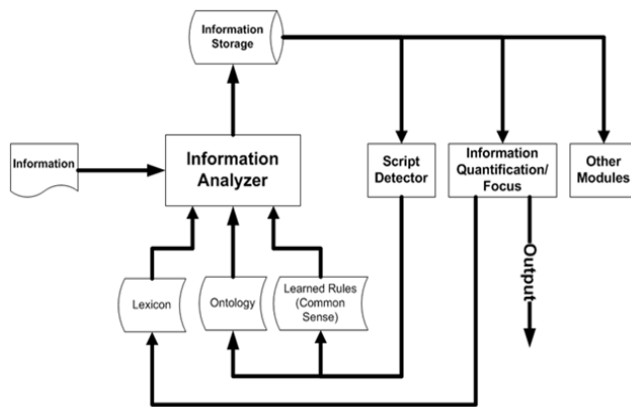 Information
Storage
Information
Information
Analyzer
Script
Detector
Information
Quantification/
Focus
Other
Modules
Output
Lexicon
Ontology
Learned Rules
(Common
Sense)